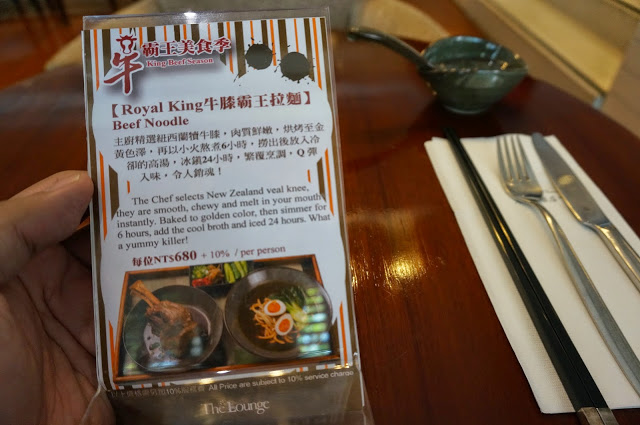 牛霸王美食季
King Beef Season
【Royal King牛膝霸王拉麵】
Beef Noodle
主廚精選紐西蘭犢牛膝，肉質鮮嫩，烘烤至金
黃色澤，再以小火熬煮6小時，撈出後放入冷
卻的高湯，冰鎮24小時，繁覆烹調，Q彈
入味，令人銷魂！
The Chef selects New Zealand veal knee,
they are smooth, chewy and melt in your mouth
instantly. Baked to golden color, then simmer for
6 hours, add the cool broth and iced 24 hours. What
a yummy killer!
每位NT$680 + 10% / per person
All Price are subject to 10% service charge
The Lounge